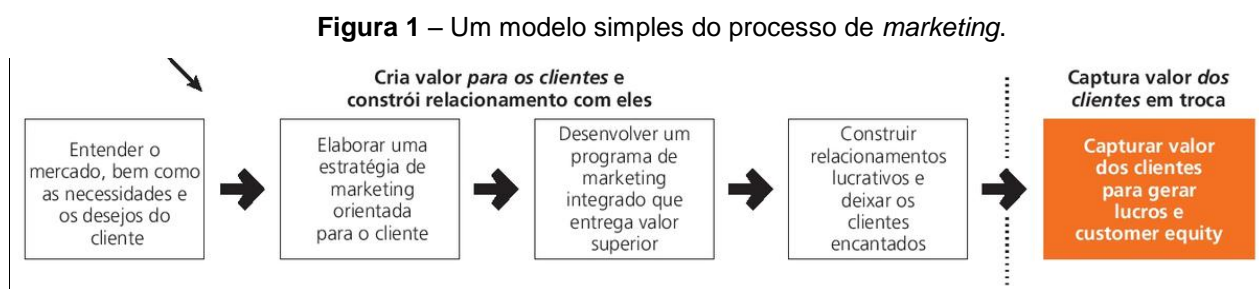 Figura 1 – Um modelo simples do processo de marketing.
Cria valor para os clientes e
constrói relacionamento com eles
Captura valor dos
clientes em troca
Entender o
mercado, bem como
as necessidades e
os desejos do
cliente
Elaborar uma
estratégia de
marketing
orientada
para o cliente
Desenvolver um
programa de
marketing
integrado que
entrega valor
superior
Construir
relacionamentos
lucrativos e
deixar os
clientes
encantados
Capturar valor
dos clientes
para gerar
lucros e
customer equity